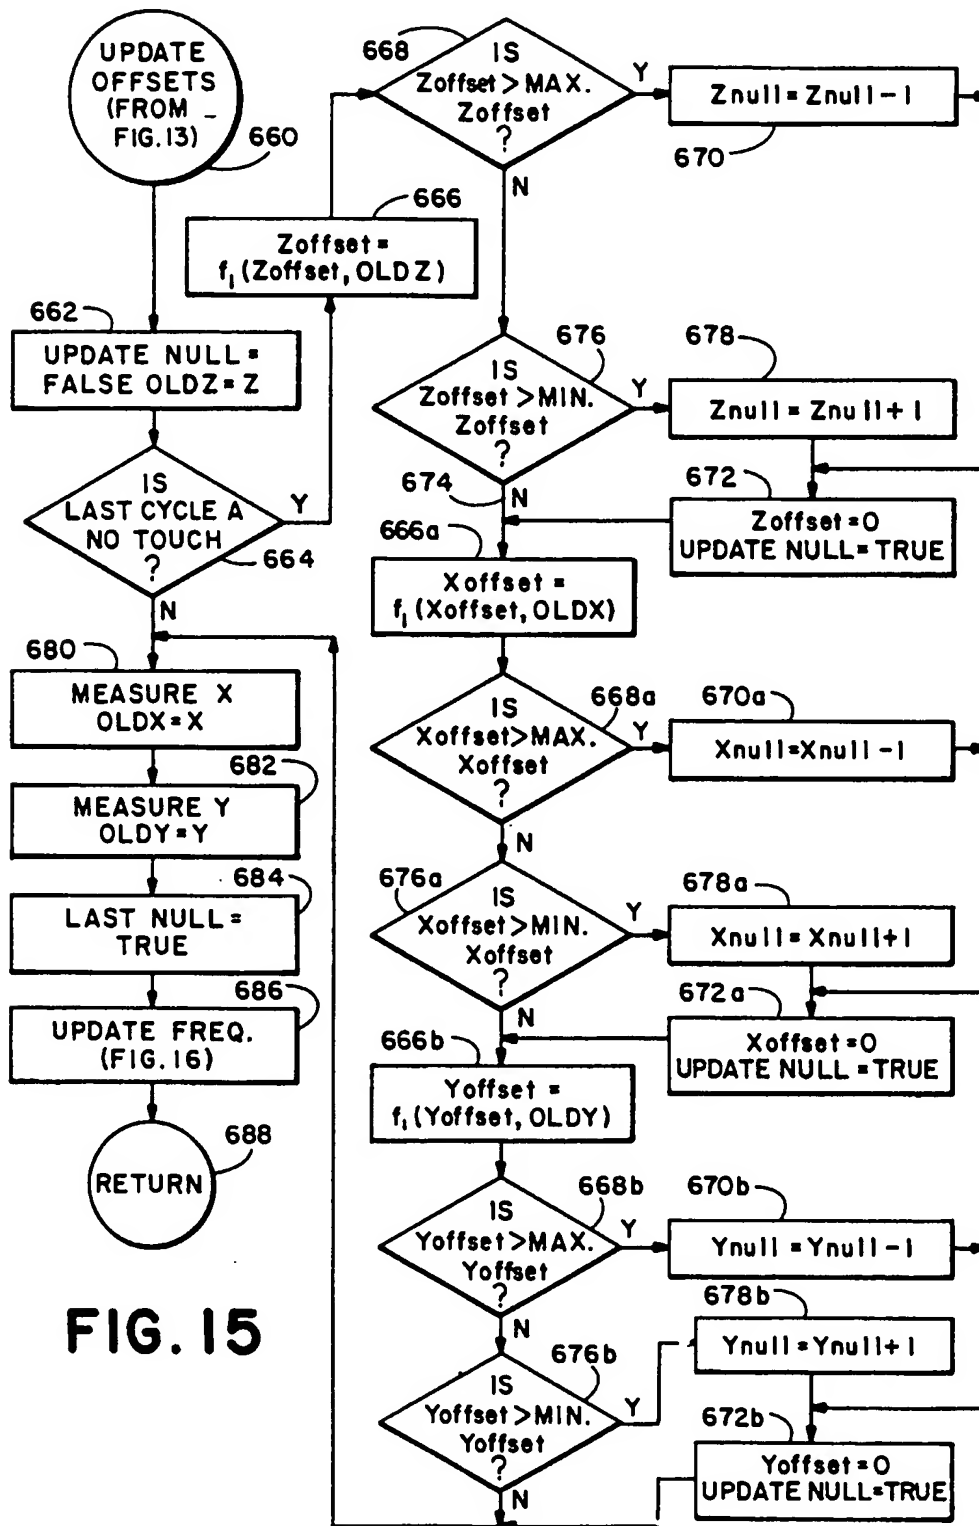 UPDATE
OFFSETS
(FROM
FIG. 13)
660
662
UPDATE NULL =
FALSE OLDZ = Z
IS
LAST CYCLE A
NO TOUCH
?
664
Y
N
666
Zoffset =
f₁ (Zoffset, OLDZ)
668
IS
Zoffset > MAX.
Zoffset
?
Y
N
Znull = Znull - 1
670
676
IS
Zoffset > MIN.
Zoffset
?
Y
674
N
678
Znull = Znull + 1
672
Zoffset = 0
UPDATE NULL = TRUE
666a
Xoffset =
f₁ (Xoffset, OLDX)
668a
IS
Xoffset > MAX.
Xoffset
?
Y
N
670a
Xnull = Xnull - 1
676a
IS
Xoffset > MIN.
Xoffset
?
Y
N
678a
Xnull = Xnull + 1
672a
Xoffset = 0
UPDATE NULL = TRUE
666b
Yoffset =
f₁ (Yoffset, OLDY)
668b
IS
Yoffset > MAX.
Yoffset
?
Y
N
670b
Ynull = Ynull - 1
676b
IS
Yoffset > MIN.
Yoffset
?
Y
N
678b
Ynull = Ynull + 1
672b
Yoffset = 0
UPDATE NULL = TRUE
680
MEASURE X
OLDX = X
682
MEASURE Y
OLDY = Y
684
LAST NULL =
TRUE
686
UPDATE FREQ.
(FIG. 16)
688
RETURN
FIG. 15